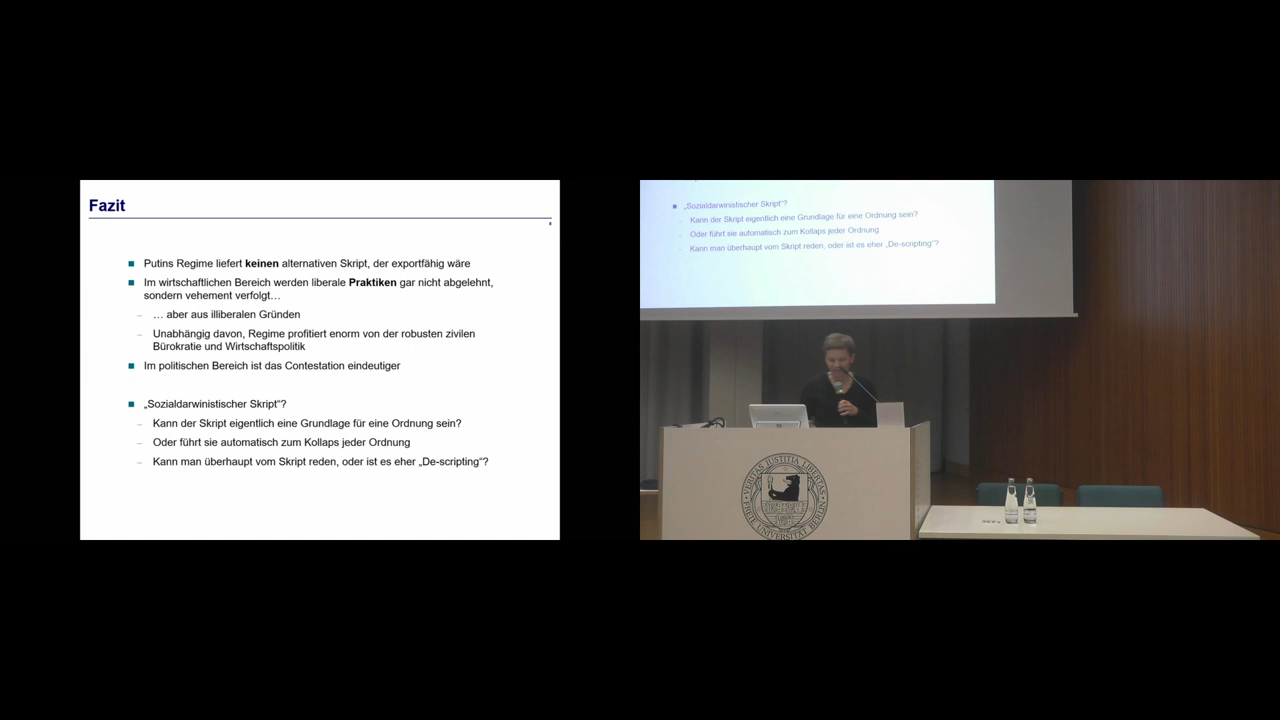 Fazit
Putins Regime liefert keinen alternativen Skript, der exportfähig wäre
Im wirtschaftlichen Bereich werden liberale Praktiken gar nicht abgelehnt,
sondern vehement verfolgt…
… aber aus illiberalen Gründen
Unabhängig davon, Regime profitiert enorm von der robusten zivilen
Bürokratie und Wirtschaftspolitik
Im politischen Bereich ist das Contestation eindeutiger
„Sozialdarwinistischer Skript“?
Kann der Skript eigentlich eine Grundlage für eine Ordnung sein?
Oder führt sie automatisch zum Kollaps jeder Ordnung
Kann man überhaupt vom Skript reden, oder ist es eher „De-scripting“?
„Sozialdarwinistischer Skript“?
Kann der Skript eigentlich eine Grundlage für eine Ordnung sein?
Oder führt sie automatisch zum Kollaps jeder Ordnung
Kann man überhaupt vom Skript reden, oder ist es eher „De-scripting“?
VERITAS JUSTITIA LIBERTAS
FREIE UNIVERSITÄT BERLIN